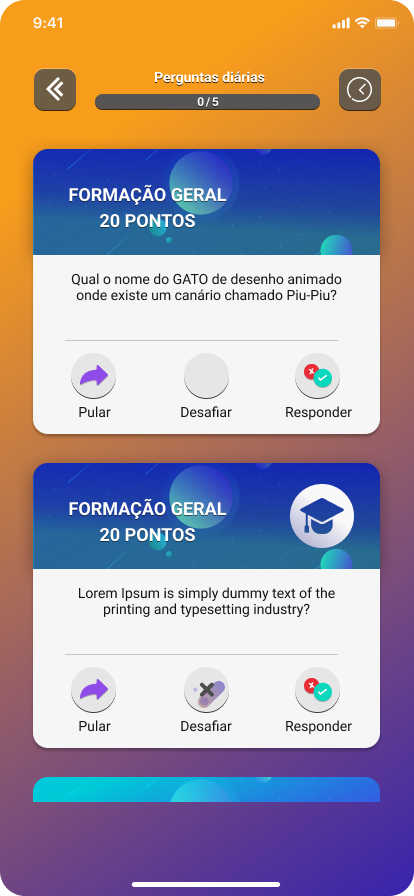 9:41
Perguntas diárias
0/5
FORMAÇÃO GERAL
20 PONTOS
Qual o nome do GATO de desenho animado
onde existe um canário chamado Piu-Piu?
Pular
Desafiar
Responder
FORMAÇÃO GERAL
20 PONTOS
Lorem Ipsum is simply dummy text of the
printing and typesetting industry?
Pular
Desafiar
Responder